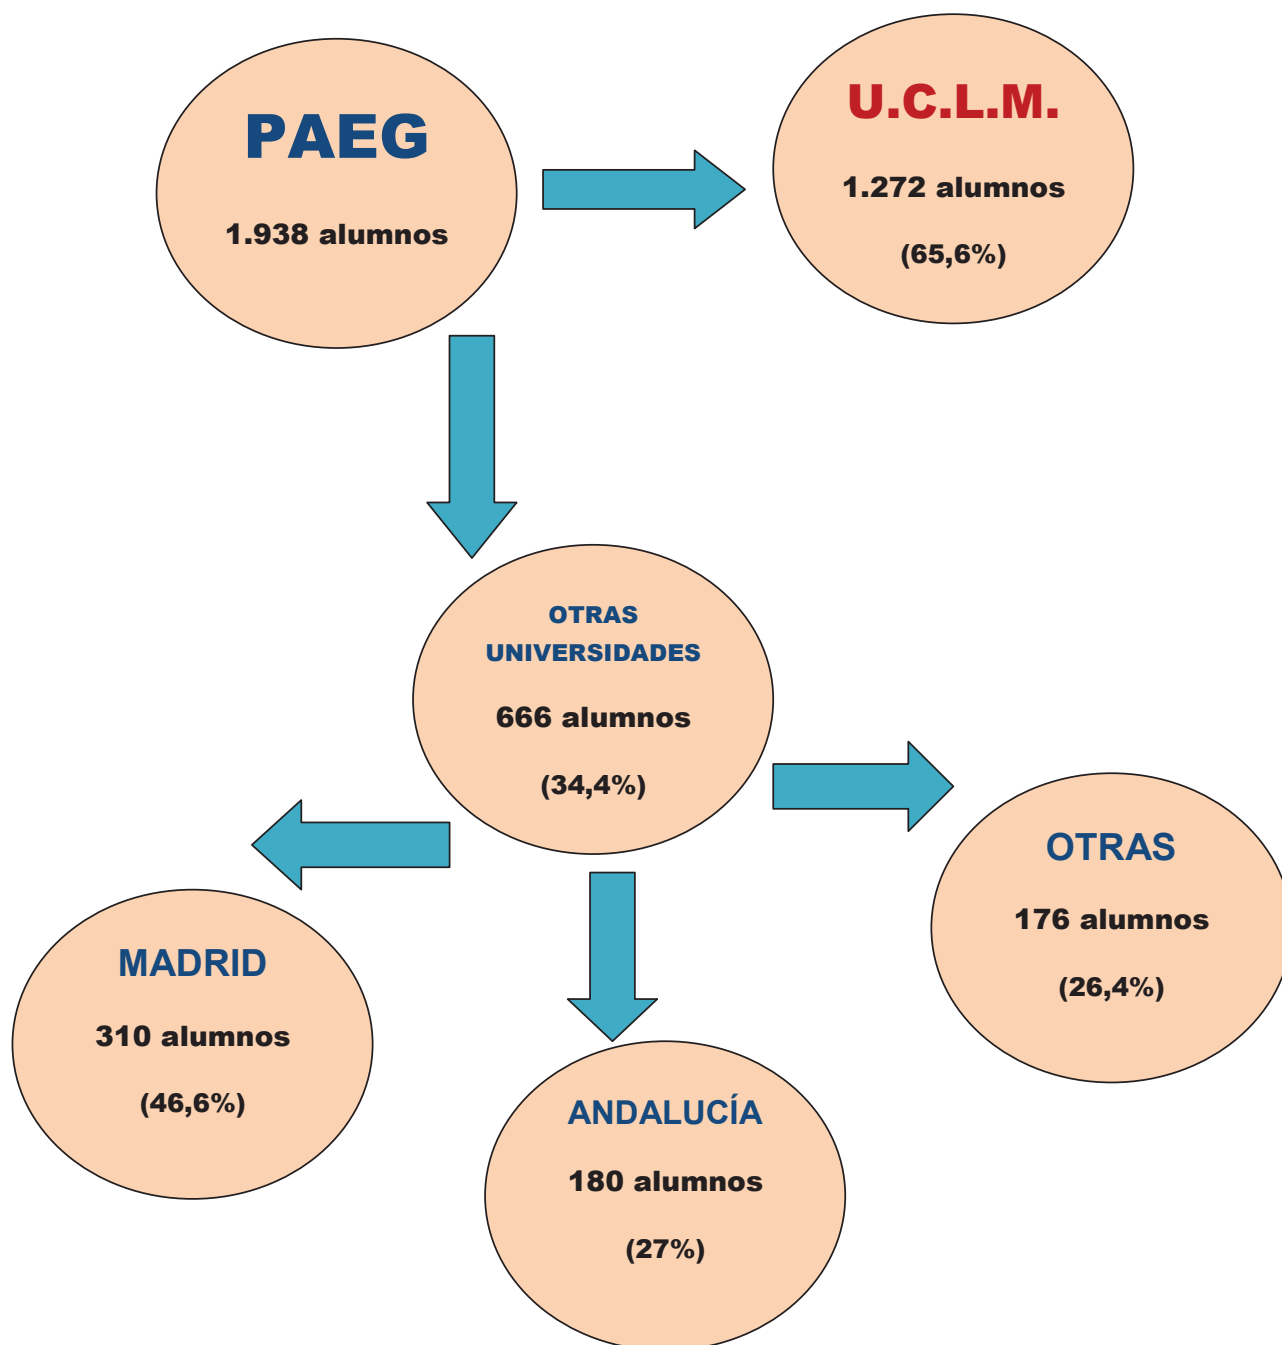 PAEG
1.938 alumnos
U.C.L.M.
1.272 alumnos
(65,6%)
OTRAS
UNIVERSIDADES
666 alumnos
(34,4%)
OTRAS
176 alumnos
(26,4%)
MADRID
310 alumnos
(46,6%)
ANDALUCÍA
180 alumnos
(27%)